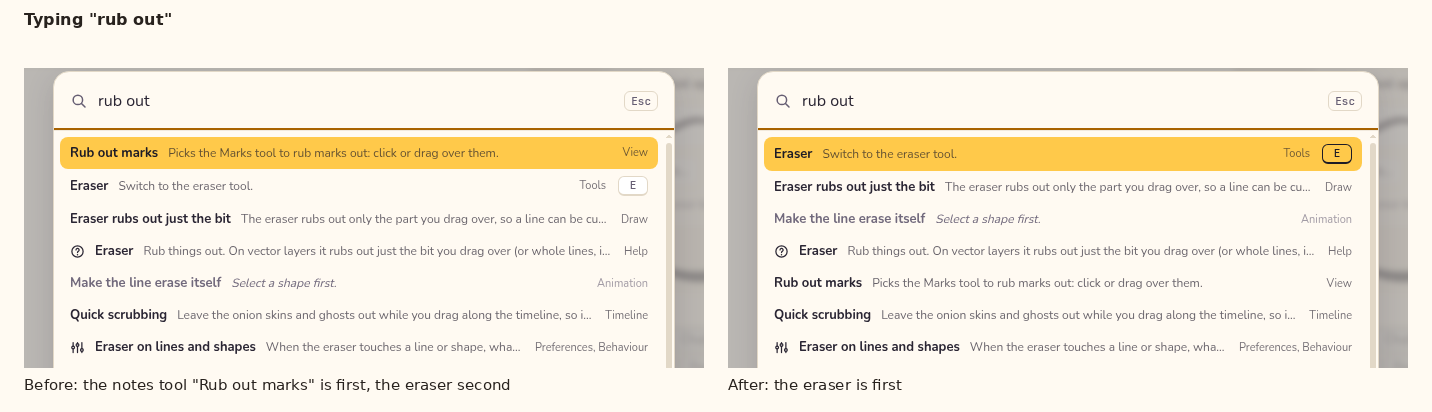 Typing "rub out"
rub out Esc
Rub out marks Picks the Marks tool to rub marks out: click or drag over them. View
Eraser Switch to the eraser tool. Tools E
Eraser rubs out just the bit The eraser rubs out only the part you drag over, so a line can be cu... Draw
Eraser Rub things out. On vector layers it rubs out just the bit you drag over (or whole lines, i... Help
Make the line erase itself Select a shape first. Animation
Quick scrubbing Leave the onion skins and ghosts out while you drag along the timeline, so i... Timeline
Eraser on lines and shapes When the eraser touches a line or shape, wha... Preferences, Behaviour
Before: the notes tool "Rub out marks" is first, the eraser second
rub out Esc
Eraser Switch to the eraser tool. Tools E
Eraser rubs out just the bit The eraser rubs out only the part you drag over, so a line can be cu... Draw
Make the line erase itself Select a shape first. Animation
Eraser Rub things out. On vector layers it rubs out just the bit you drag over (or whole lines, i... Help
Rub out marks Picks the Marks tool to rub marks out: click or drag over them. View
Quick scrubbing Leave the onion skins and ghosts out while you drag along the timeline, so i... Timeline
Eraser on lines and shapes When the eraser touches a line or shape, wha... Preferences, Behaviour
After: the eraser is first